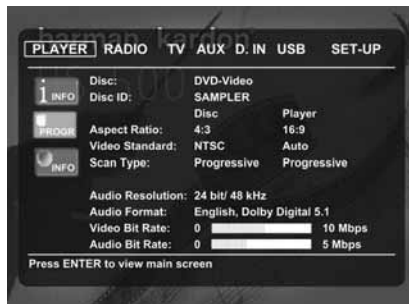 harman kardon
PLAYER RADIO TV AUX D. IN USB SET-UP
i INFO
Disc: DVD-Video
Disc ID: SAMPLER
Disc Player
PROGR
Aspect Ratio: 4:3 16:9
Video Standard: NTSC Auto
INFO
Scan Type: Progressive Progressive
Audio Resolution: 24 bit/ 48 kHz
Audio Format: English, Dolby Digital 5.1
Video Bit Rate: 0 10 Mbps
Audio Bit Rate: 0 5 Mbps
Press ENTER to view main screen